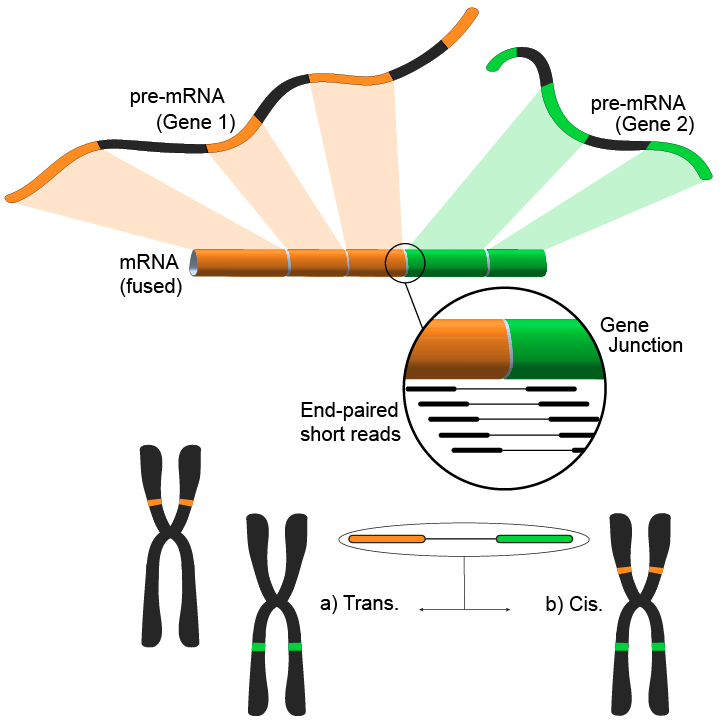 pre-mRNA
(Gene 1)
pre-mRNA
(Gene 2)
mRNA
(fused)
Gene
Junction
End-paired
short reads
a) Trans.
b) Cis.